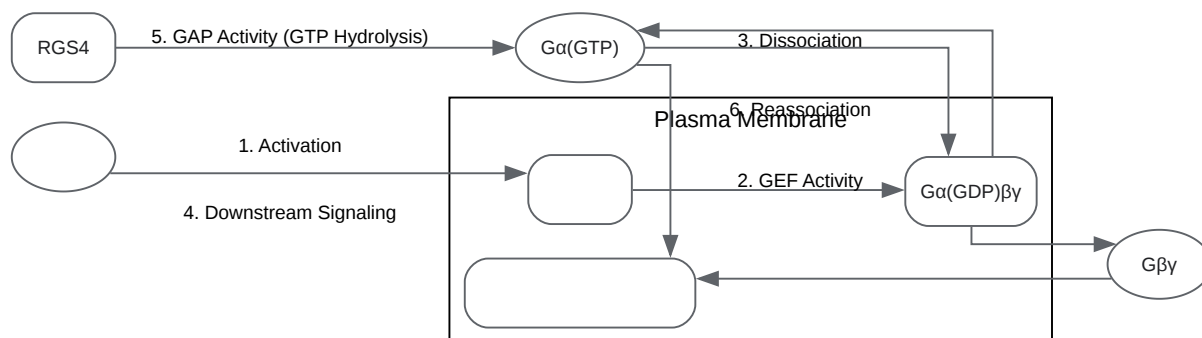 RGS4
5. GAP Activity (GTP Hydrolysis)
Gα(GTP)
3. Dissociation
6. Reassociation
Plasma Membrane
1. Activation
2. GEF Activity
Gα(GDP)βγ
4. Downstream Signaling
Gβγ